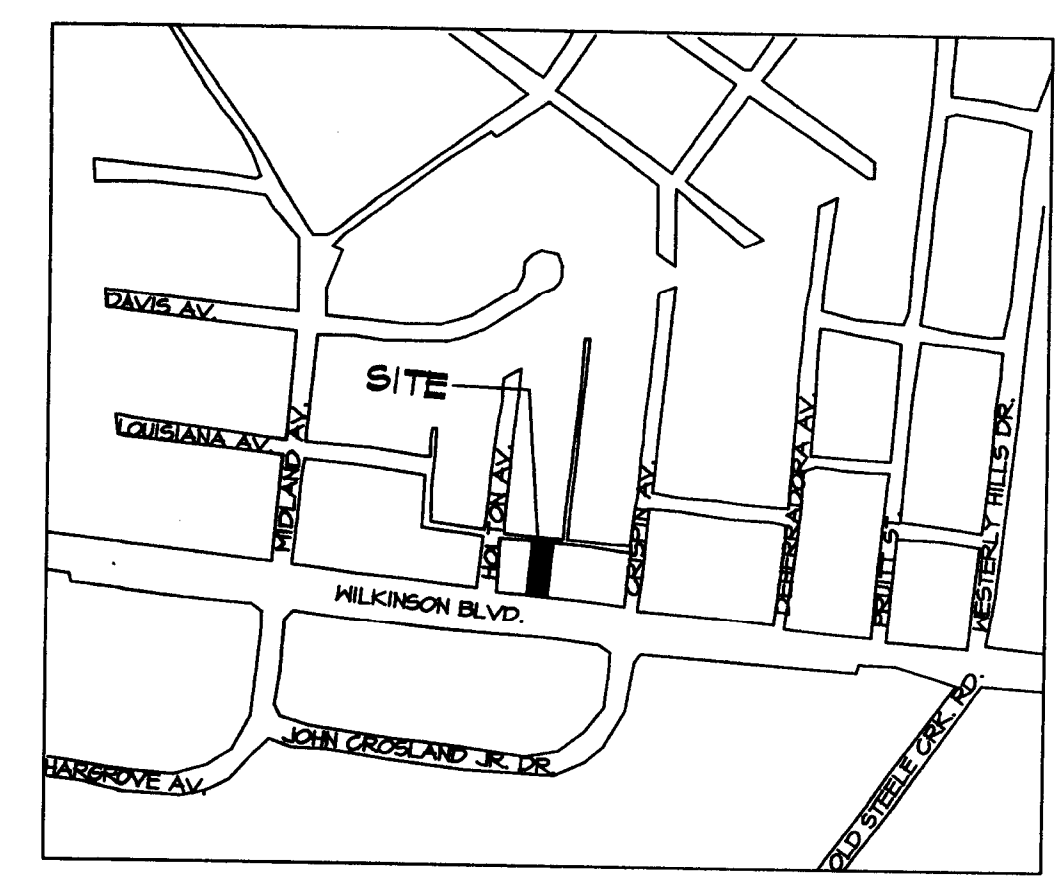 DAVIS AV.
SITE
LOUISIANA AV.
MIDLAND AV.
HOLTON AV.
CRISPIN AV.
DEHERRADORA AV.
PRUITT ST.
WESTERLY HILLS DR.
WILKINSON BLVD.
JOHN CROSLAND JR. DR.
HARGROVE AV.
OLD STEELE CRK. RD.